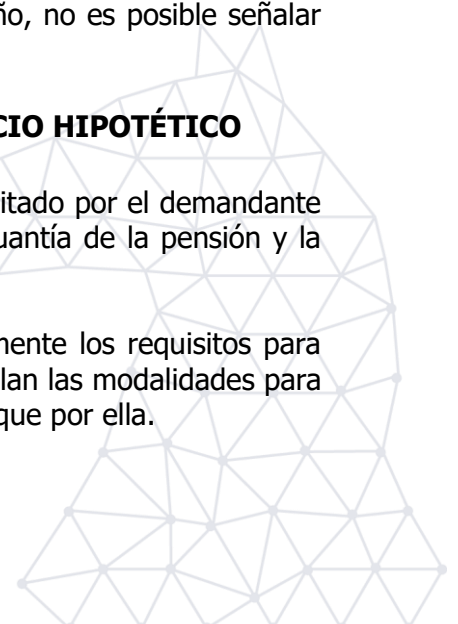 ño, no es posible señalar
CIO HIPOTÉTICO
itado por el demandante
uantía de la pensión y la
mente los requisitos para
lan las modalidades para
que por ella.